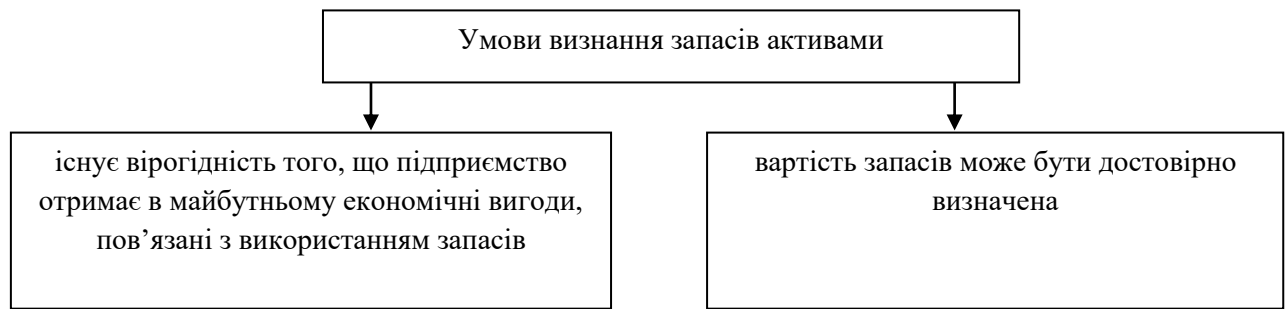 Умови визнання запасів активами
існує вірогідність того, що підприємство
отримає в майбутньому економічні вигоди,
пов’язані з використанням запасів
вартість запасів може бути достовірно
визначена